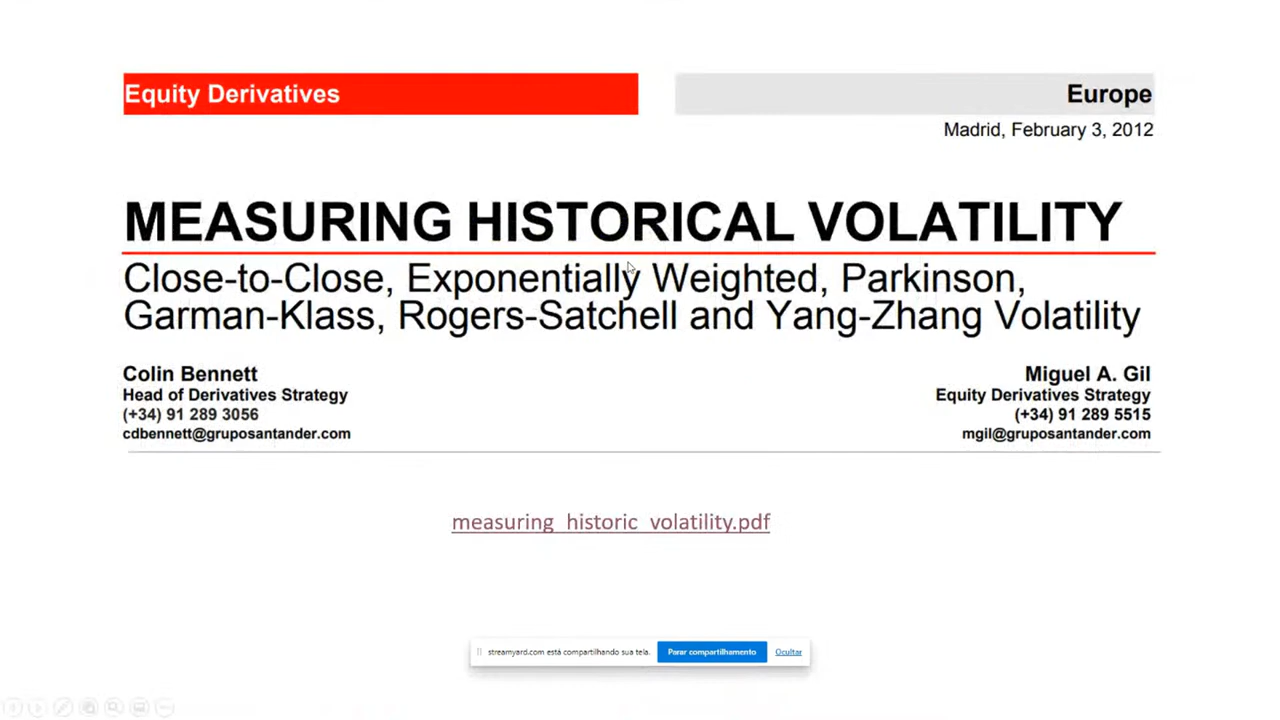 Equity Derivatives
Europe
Madrid, February 3, 2012
MEASURING HISTORICAL VOLATILITY
Close-to-Close, Exponentially Weighted, Parkinson,
Garman-Klass, Rogers-Satchell and Yang-Zhang Volatility
Colin Bennett
Head of Derivatives Strategy
(+34) 91 289 3056
cdbennett@gruposantander.com
Miguel A. Gil
Equity Derivatives Strategy
(+34) 91 289 5515
mgil@gruposantander.com
measuring_historic_volatility.pdf
streamyard.com está compartilhando sua tela. Parar compartilhamento Ocultar